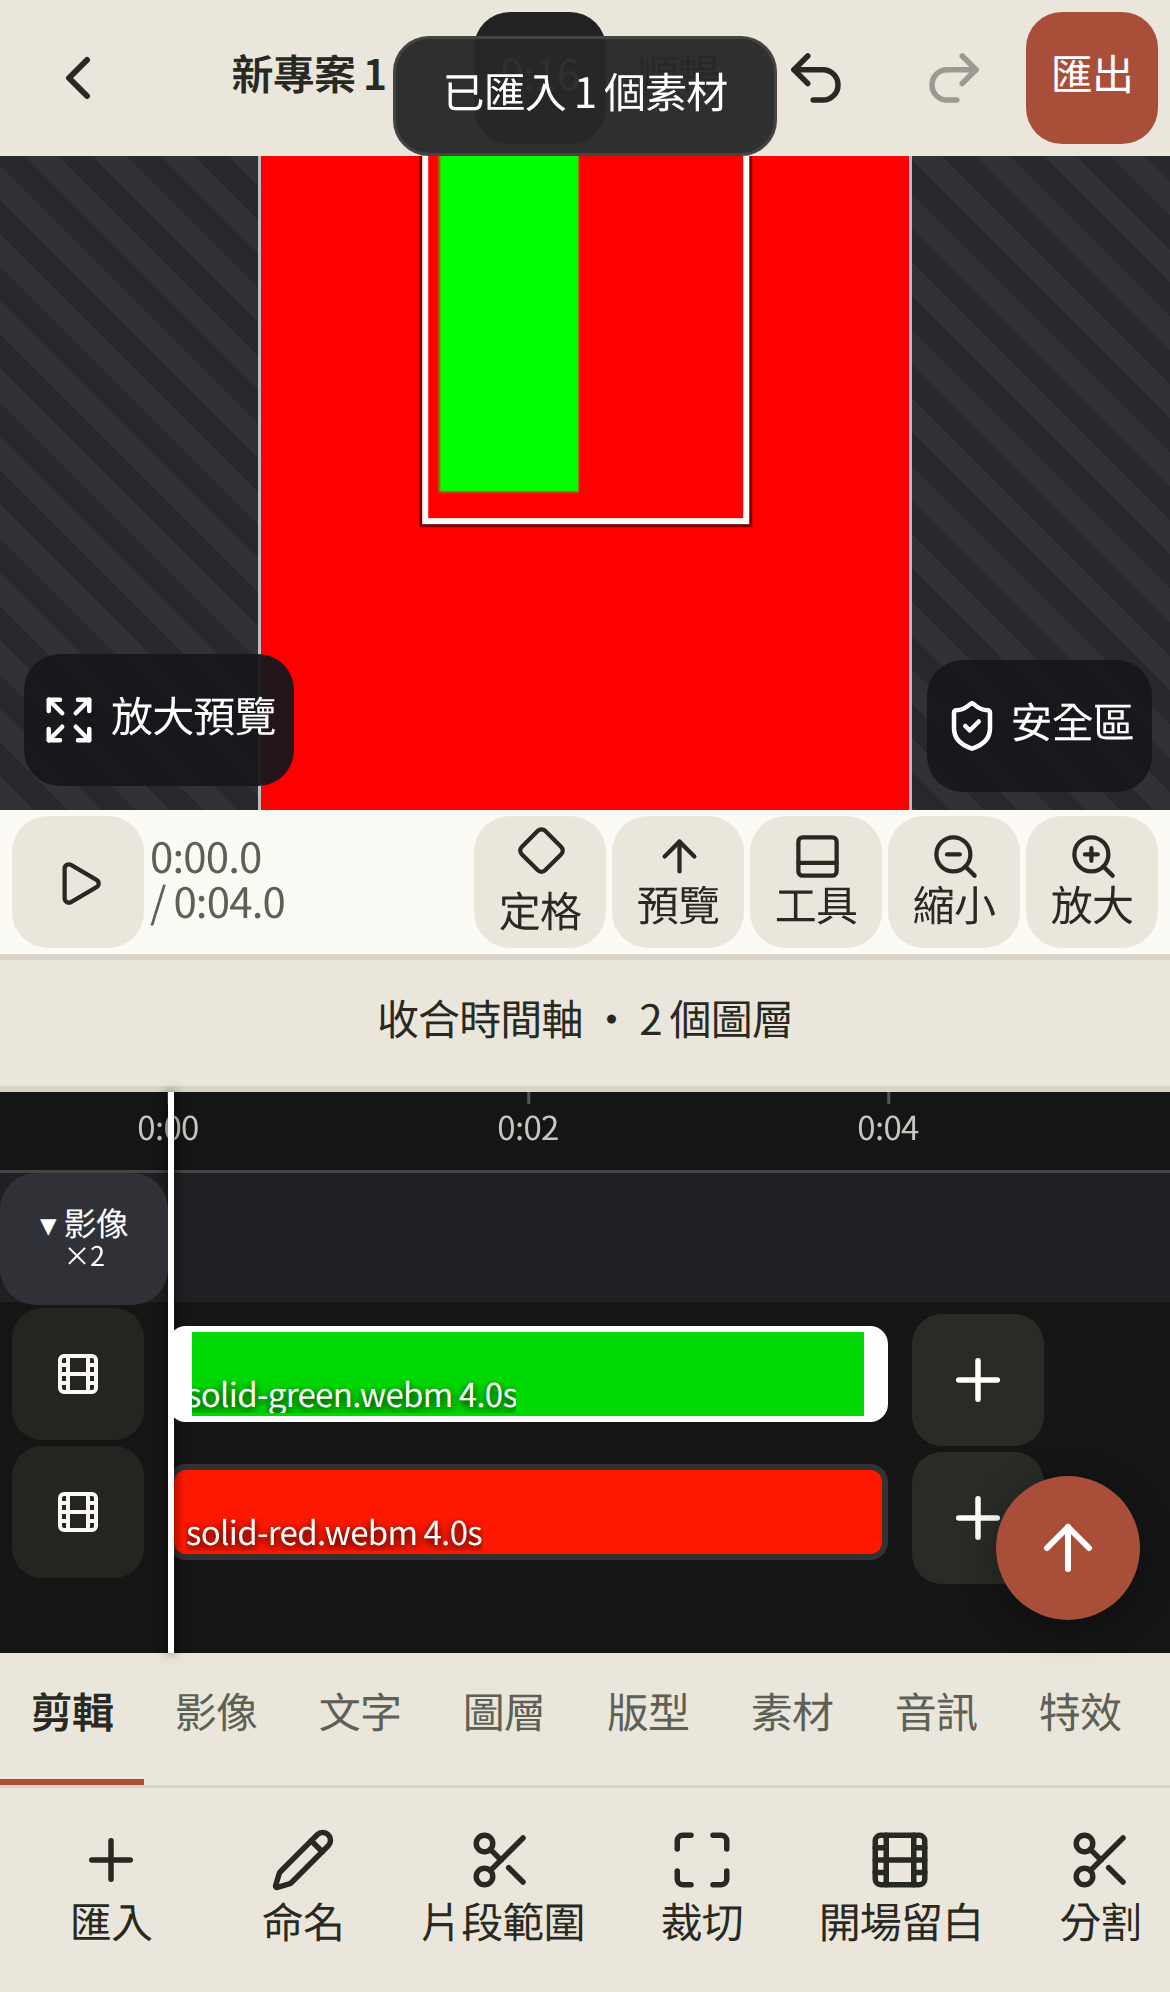 新專案 1
已匯入 1 個素材
匯出
放大預覽
安全區
0:00.0
/ 0:04.0
定格
預覽
工具
縮小
放大
收合時間軸 · 2 個圖層
0:00
0:02
0:04
▾ 影像
×2
solid-green.webm 4.0s
solid-red.webm 4.0s
剪輯
影像
文字
圖層
版型
素材
音訊
特效
匯入
命名
片段範圍
裁切
開場留白
分割